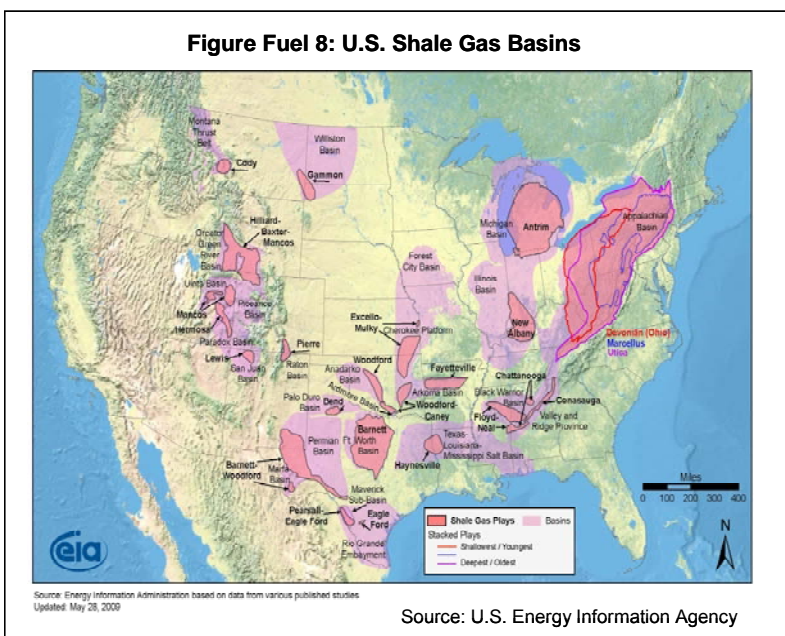 Figure Fuel 8: U.S. Shale Gas Basins
Montana
Thrust
Belt
Cody
Williston
Basin
Gammon
Hilliard-
Baxter-
Mancos
Greater
Green
River
Basin
Uinta Basin
Piceance
Basin
Mancos
Hermosa
Paradox Basin
Lewis
San Juan
Basin
Pierre
Raton
Basin
Forest
City Basin
Excello-
Mulky
Cherokee Platform
Woodford
Anadarko
Basin
Palo Duro
Basin
Bend
Ardmore Basin
Arkoma Basin
Woodford-
Caney
Fayetteville
Michigan
Basin
Antrim
Illinois
Basin
New
Albany
Appalachian
Basin
Devonian (Ohio)
Marcellus
Utica
Chattanooga
Black Warrior
Basin
Conasauga
Floyd-
Neal
Valley and
Ridge Province
Barnett
Ft. Worth
Basin
Permian
Basin
Barnett-
Woodford
Marfa
Basin
Haynesville
Texas-
Louisiana-
Mississippi Salt Basin
Maverick
Sub-Basin
Pearsall-
Eagle Ford
Eagle
Ford
Rio Grande
Embayment
Miles
0 100 200 300 400
N
Shale Gas Plays
Basins
Stacked Plays
Shallowest / Youngest
Deepest / Oldest
eia
Source: Energy Information Administration based on data from various published studies
Updated: May 28, 2009
Source: U.S. Energy Information Agency